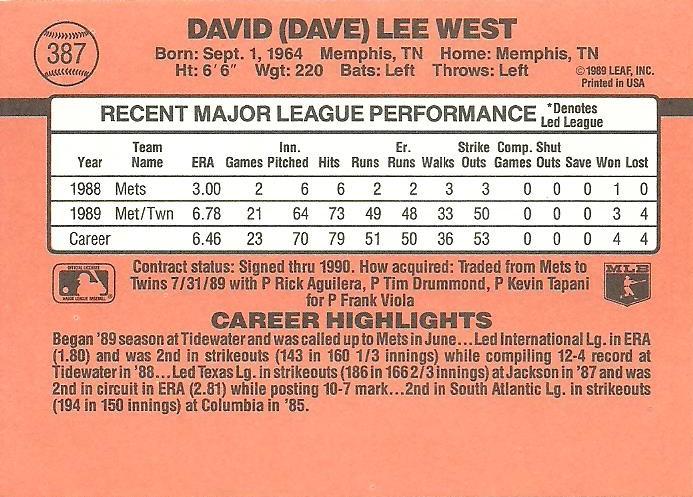 387
DAVID (DAVE) LEE WEST
Born: Sept. 1, 1964 Memphis, TN Home: Memphis, TN
Ht: 6'6" Wgt: 220 Bats: Left Throws: Left
©1989 LEAF, INC.
Printed in USA
RECENT MAJOR LEAGUE PERFORMANCE *Denotes
Led League
Team Inn. Er. Strike Comp. Shut
Year Name ERA Games Pitched Hits Runs Runs Walks Outs Games Outs Save Won Lost
1988 Mets 3.00 2 6 6 2 2 3 3 0 0 0 1 0
1989 Met/Twn 6.78 21 64 73 49 48 33 50 0 0 0 3 4
Career 6.46 23 70 79 51 50 36 53 0 0 0 4 4
OFFICIAL LICENSEE
MAJOR LEAGUE BASEBALL
Contract status: Signed thru 1990. How acquired: Traded from Mets to
Twins 7/31/89 with P Rick Aguilera, P Tim Drummond, P Kevin Tapani
for P Frank Viola
MLB
CAREER HIGHLIGHTS
Began '89 season at Tidewater and was called up to Mets in June...Led International Lg. in ERA
(1.80) and was 2nd in strikeouts (143 in 160 1/3 innings) while compiling 12-4 record at
Tidewater in '88...Led Texas Lg. in strikeouts (186 in 166 2/3 innings) at Jackson in '87 and was
2nd in circuit in ERA (2.81) while posting 10-7 mark...2nd in South Atlantic Lg. in strikeouts
(194 in 150 innings) at Columbia in '85.